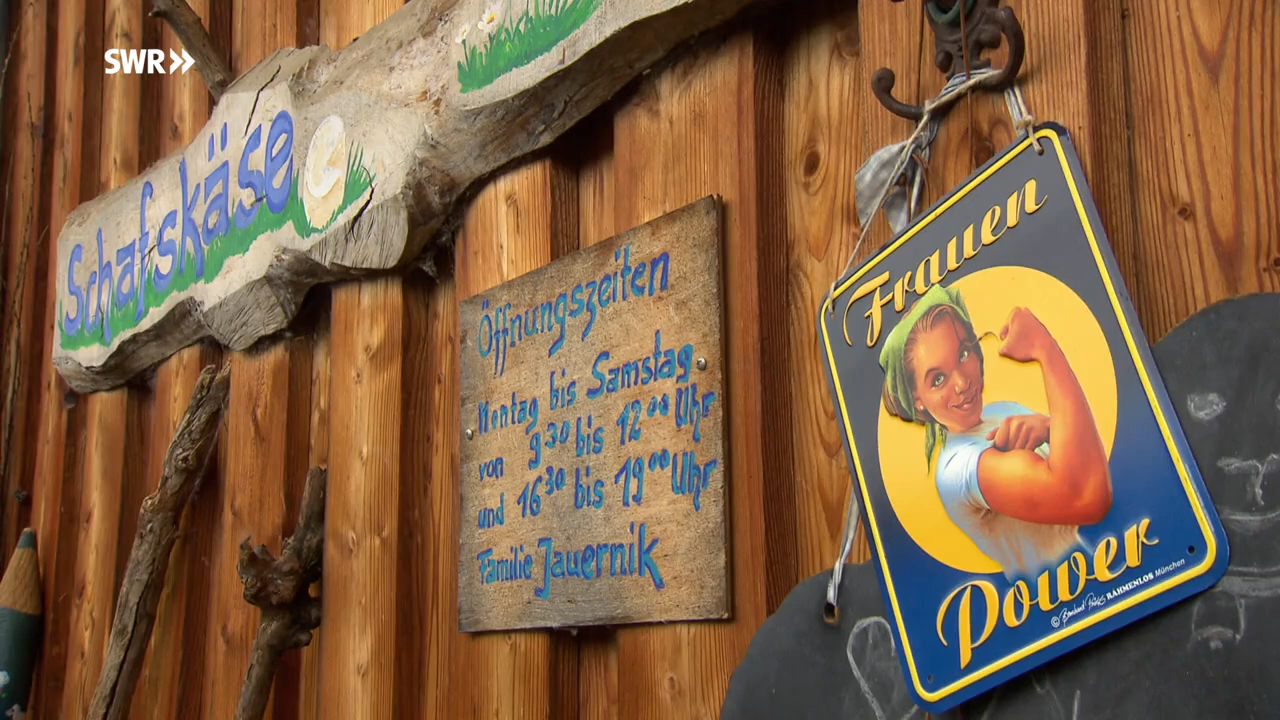 SWR»
Schafskäse
Öffnungszeiten
Montag bis Samstag
von 9³⁰ bis 12⁰⁰ Uhr
und 16³⁰ bis 19⁰⁰ Uhr
Familie Jauernik
Frauen
Power
© RAHMENLOS München